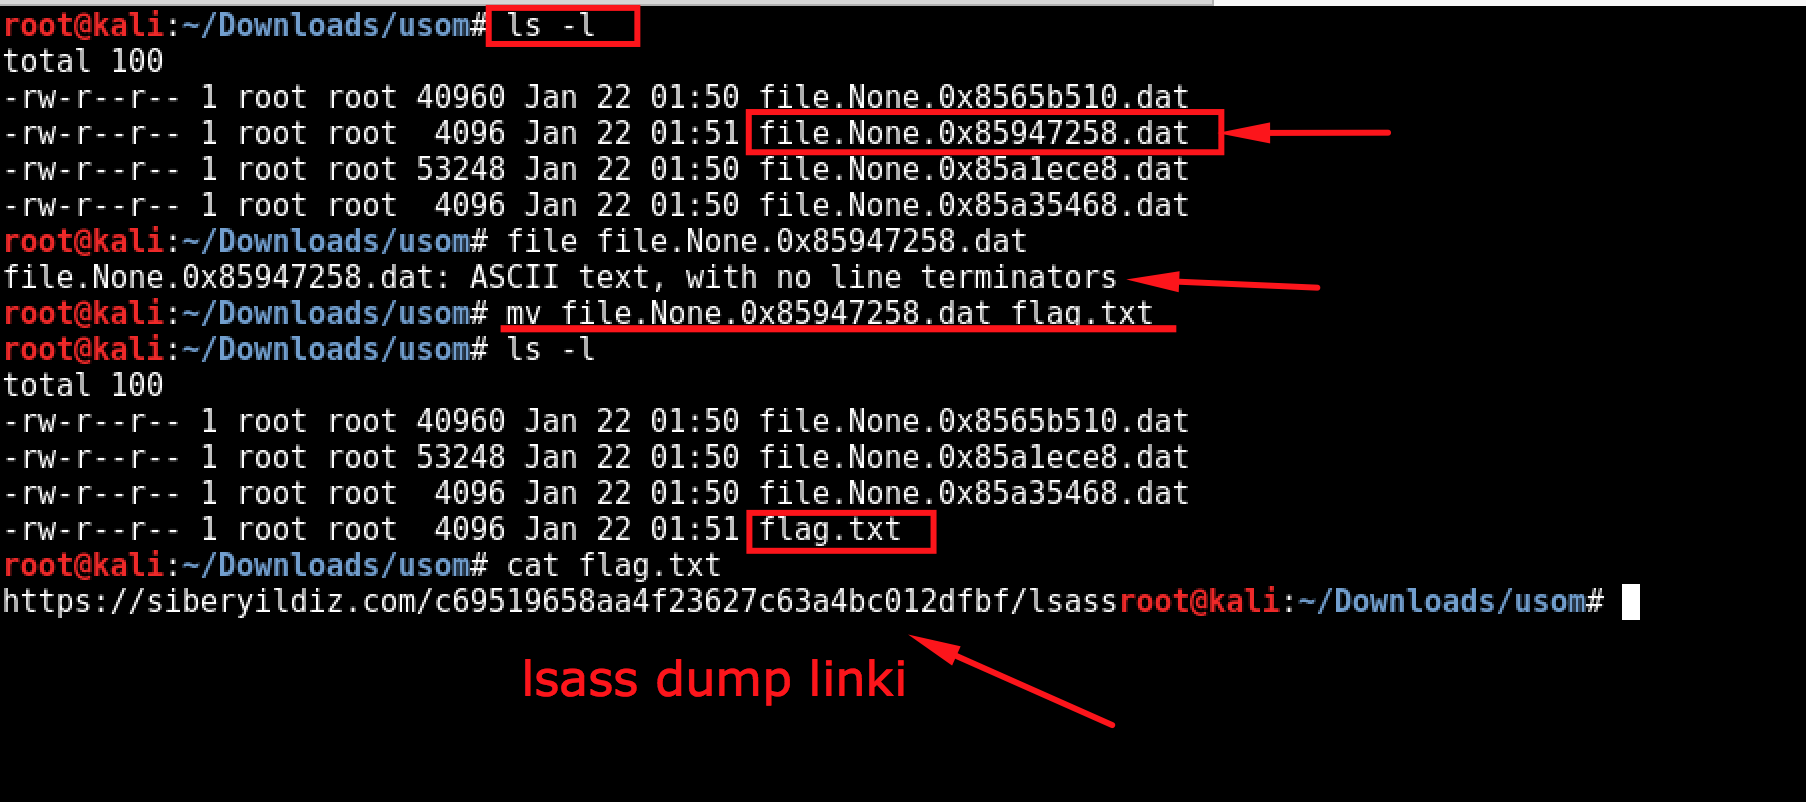 root@kali:~/Downloads/usom# ls -l
total 100
-rw-r--r-- 1 root root 40960 Jan 22 01:50 file.None.0x8565b510.dat
-rw-r--r-- 1 root root  4096 Jan 22 01:51 file.None.0x85947258.dat
-rw-r--r-- 1 root root 53248 Jan 22 01:50 file.None.0x85a1ece8.dat
-rw-r--r-- 1 root root  4096 Jan 22 01:50 file.None.0x85a35468.dat
root@kali:~/Downloads/usom# file file.None.0x85947258.dat
file.None.0x85947258.dat: ASCII text, with no line terminators
root@kali:~/Downloads/usom# mv file.None.0x85947258.dat flag.txt
root@kali:~/Downloads/usom# ls -l
total 100
-rw-r--r-- 1 root root 40960 Jan 22 01:50 file.None.0x8565b510.dat
-rw-r--r-- 1 root root 53248 Jan 22 01:50 file.None.0x85a1ece8.dat
-rw-r--r-- 1 root root  4096 Jan 22 01:50 file.None.0x85a35468.dat
-rw-r--r-- 1 root root  4096 Jan 22 01:51 flag.txt
root@kali:~/Downloads/usom# cat flag.txt
https://siberyildiz.com/c69519658aa4f23627c63a4bc012dfbf/lsassroot@kali:~/Downloads/usom#
lsass dump linki